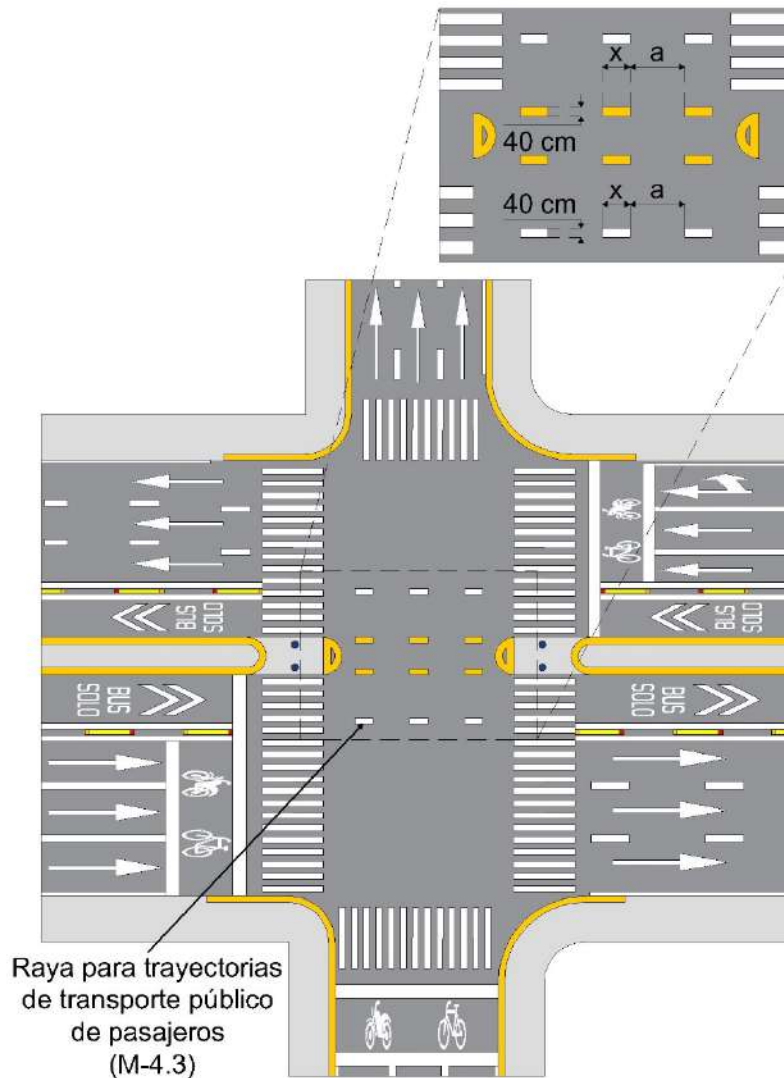 x a
40 cm
40 cm
x a
BUS
SOLO
BUS
SOLO
BUS
SOLO
BUS
SOLO
Raya para trayectorias
de transporte público
de pasajeros
(M-4.3)